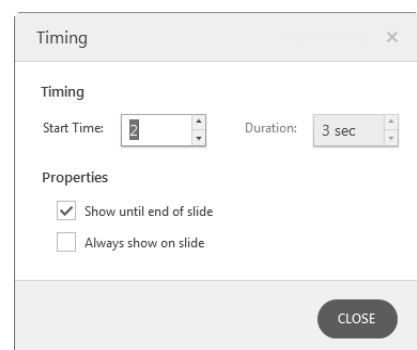 Timing ×
Timing
Start Time: 2 Duration: 3 sec
Properties
Show until end of slide
Always show on slide
CLOSE